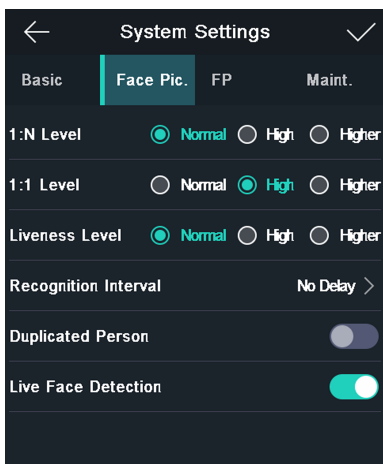 System Settings
Basic Face Pic. FP Maint.
1:N Level Normal High Higher
1:1 Level Normal High Higher
Liveness Level Normal High Higher
Recognition Interval No Delay
Duplicated Person
Live Face Detection